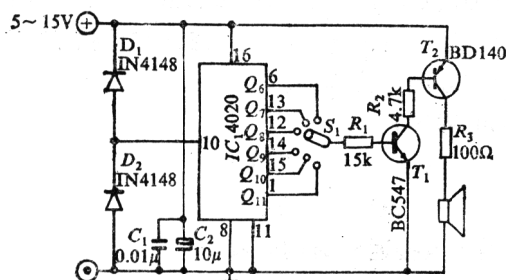 5～15V
D₁
IN4148
D₂
IN4148
C₁
0.01μ
C₂
10μ
16
10
IC₁4020
8
11
Q₆
6
Q₇
13
Q₈
12
Q₉
14
Q₁₀
15
Q₁₁
1
S₁
R₁
15k
R₂
4.7k
T₁
BC547
T₂
BD140
R₃
100Ω